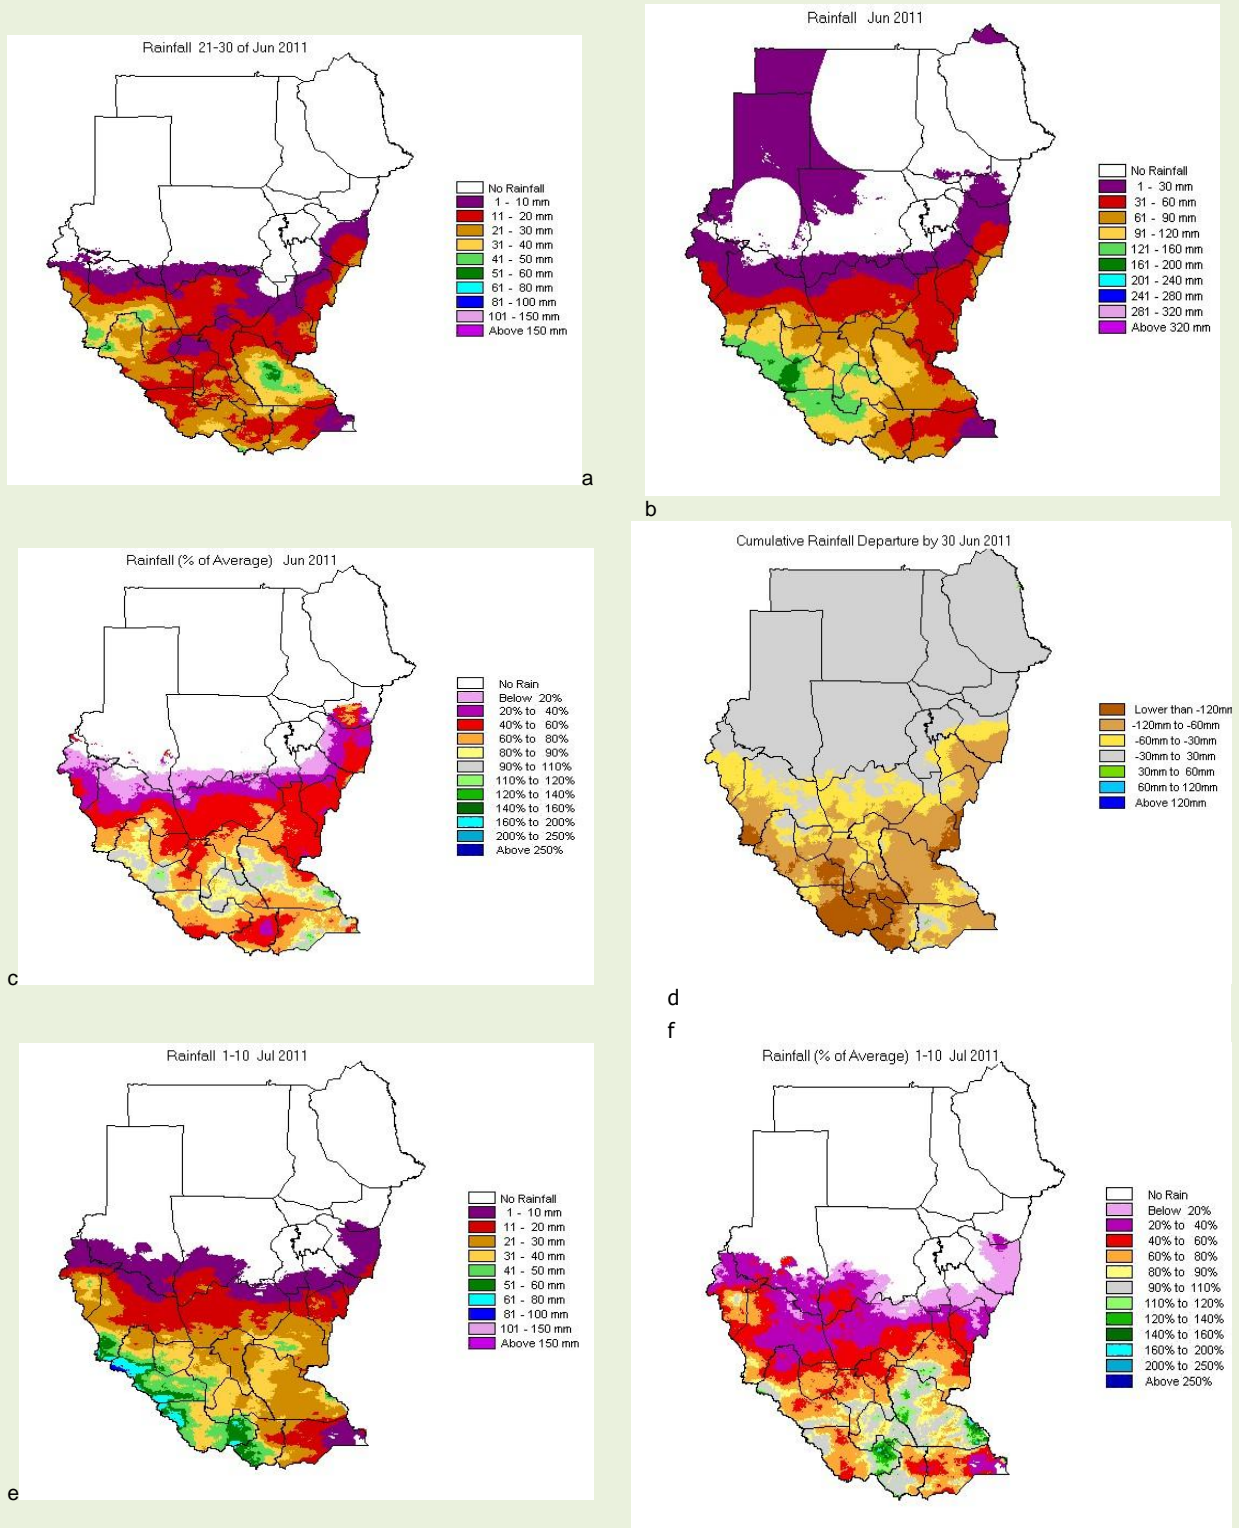 Rainfall 21-30 of Jun 2011
No Rainfall
1 - 10 mm
11 - 20 mm
21 - 30 mm
31 - 40 mm
41 - 50 mm
51 - 60 mm
61 - 80 mm
81 - 100 mm
101 - 150 mm
Above 150 mm
a
Rainfall Jun 2011
No Rainfall
1 - 30 mm
31 - 60 mm
61 - 90 mm
91 - 120 mm
121 - 160 mm
161 - 200 mm
201 - 240 mm
241 - 280 mm
281 - 320 mm
Above 320 mm
b
Rainfall (% of Average) Jun 2011
No Rain
Below 20%
20% to 40%
40% to 60%
60% to 80%
80% to 90%
90% to 110%
110% to 120%
120% to 140%
140% to 160%
160% to 200%
200% to 250%
Above 250%
c
Cumulative Rainfall Departure by 30 Jun 2011
Lower than -120mm
-120mm to -60mm
-60mm to -30mm
-30mm to 30mm
30mm to 60mm
60mm to 120mm
Above 120mm
d
f
Rainfall 1-10 Jul 2011
No Rainfall
1 - 10 mm
11 - 20 mm
21 - 30 mm
31 - 40 mm
41 - 50 mm
51 - 60 mm
61 - 80 mm
81 - 100 mm
101 - 150 mm
Above 150 mm
e
Rainfall (% of Average) 1-10 Jul 2011
No Rain
Below 20%
20% to 40%
40% to 60%
60% to 80%
80% to 90%
90% to 110%
110% to 120%
120% to 140%
140% to 160%
160% to 200%
200% to 250%
Above 250%